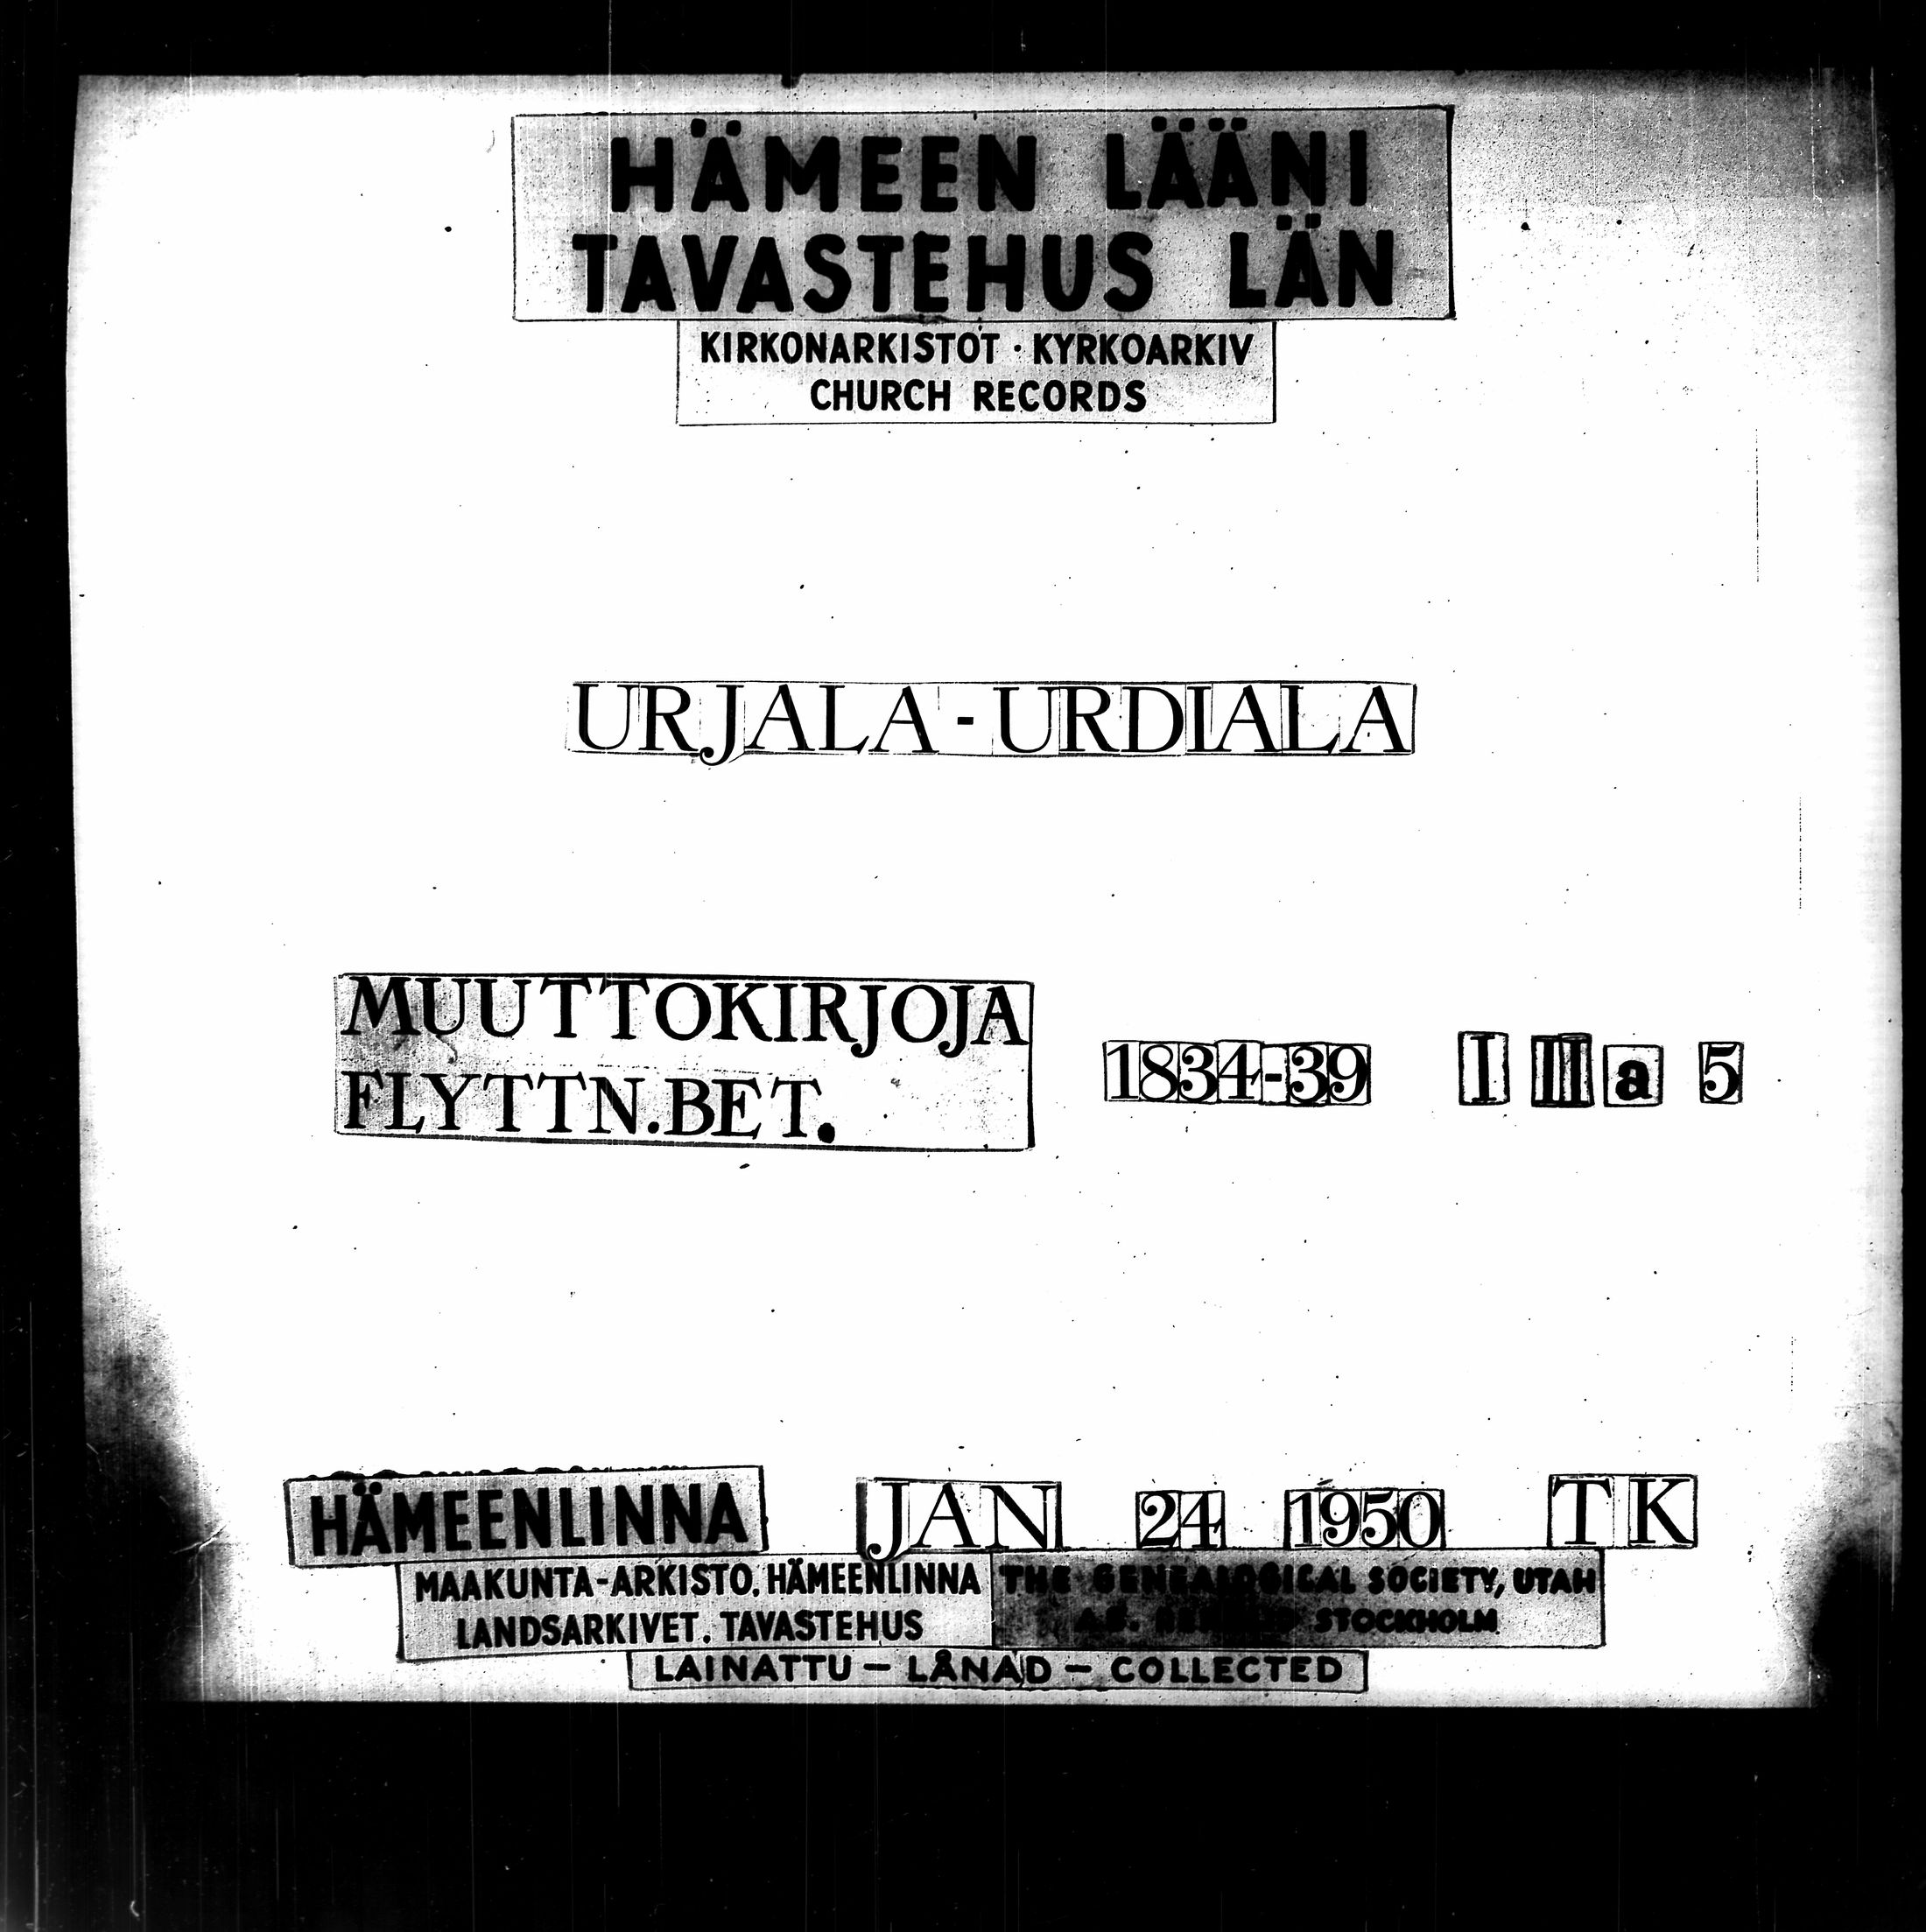 HÄMEEN LÄÄNI
TAVASTEHUS LÄN
KIRKONARKISTOT · KYRKOARKIV
CHURCH RECORDS
URJALA-URDIALA
MUUTTOKIRJOJA
FLYTTN.BET.
1834-39 I III a 5
HÄMEENLINNA JAN 24 1950 TK
MAAKUNTA-ARKISTO. HÄMEENLINNA
LANDSARKIVET. TAVASTEHUS
THE GENEALOGICAL SOCIETY, UTAH
STOCKHOLM
LAINATTU – LÅNAD – COLLECTED